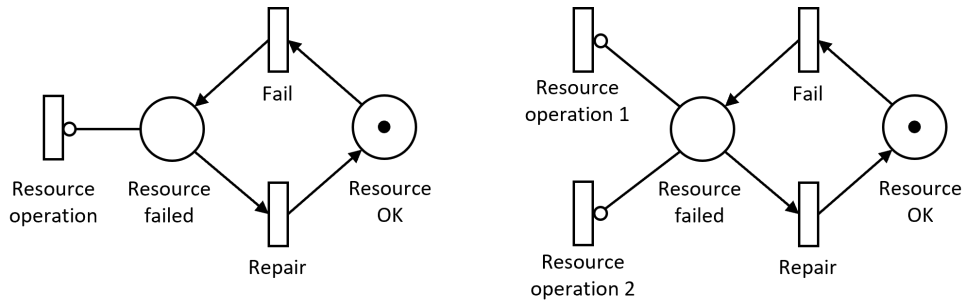 Fail
Resource
operation
Resource
failed
Resource
OK
Repair
Resource
operation 1
Fail
Resource
failed
Resource
OK
Resource
operation 2
Repair